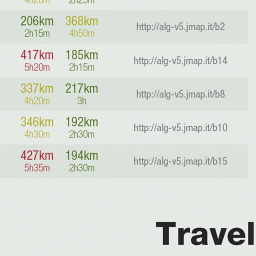 4h20m 2h25m
206km 368km
2h15m 4h50m
http://alg-v5.jmap.it/b2
417km 185km
5h20m 2h15m
http://alg-v5.jmap.it/b14
337km 217km
4h20m 3h
http://alg-v5.jmap.it/b8
346km 192km
4h30m 2h30m
http://alg-v5.jmap.it/b10
427km 194km
5h35m 2h30m
http://alg-v5.jmap.it/b15
Travel